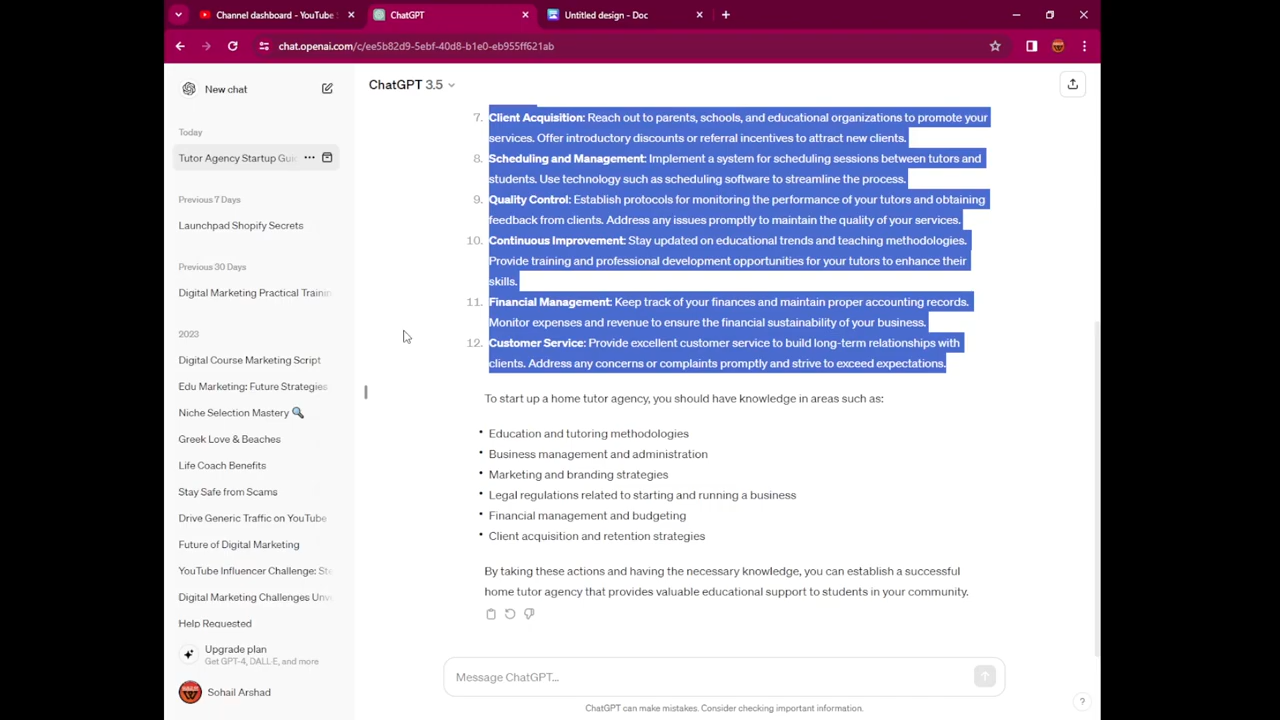 Channel dashboard - YouTube
ChatGPT
Untitled design - Doc
chat.openai.com/c/ee5b82d9-5ebf-40d8-b1e0-eb955ff621ab
New chat
ChatGPT 3.5
Today
Tutor Agency Startup Guid
Previous 7 Days
Launchpad Shopify Secrets
Previous 30 Days
Digital Marketing Practical Trainin
2023
Digital Course Marketing Script
Edu Marketing: Future Strategies
Niche Selection Mastery 🔍
Greek Love & Beaches
Life Coach Benefits
Stay Safe from Scams
Drive Generic Traffic on YouTube
Future of Digital Marketing
YouTube Influencer Challenge: Ste
Digital Marketing Challenges Unve
Help Requested
Upgrade plan
Get GPT-4, DALL·E, and more
Sohail Arshad
7. Client Acquisition: Reach out to parents, schools, and educational organizations to promote your
services. Offer introductory discounts or referral incentives to attract new clients.
8. Scheduling and Management: Implement a system for scheduling sessions between tutors and
students. Use technology such as scheduling software to streamline the process.
9. Quality Control: Establish protocols for monitoring the performance of your tutors and obtaining
feedback from clients. Address any issues promptly to maintain the quality of your services.
10. Continuous Improvement: Stay updated on educational trends and teaching methodologies.
Provide training and professional development opportunities for your tutors to enhance their
skills.
11. Financial Management: Keep track of your finances and maintain proper accounting records.
Monitor expenses and revenue to ensure the financial sustainability of your business.
12. Customer Service: Provide excellent customer service to build long-term relationships with
clients. Address any concerns or complaints promptly and strive to exceed expectations.
To start up a home tutor agency, you should have knowledge in areas such as:
• Education and tutoring methodologies
• Business management and administration
• Marketing and branding strategies
• Legal regulations related to starting and running a business
• Financial management and budgeting
• Client acquisition and retention strategies
By taking these actions and having the necessary knowledge, you can establish a successful
home tutor agency that provides valuable educational support to students in your community.
Message ChatGPT...
ChatGPT can make mistakes. Consider checking important information.
?